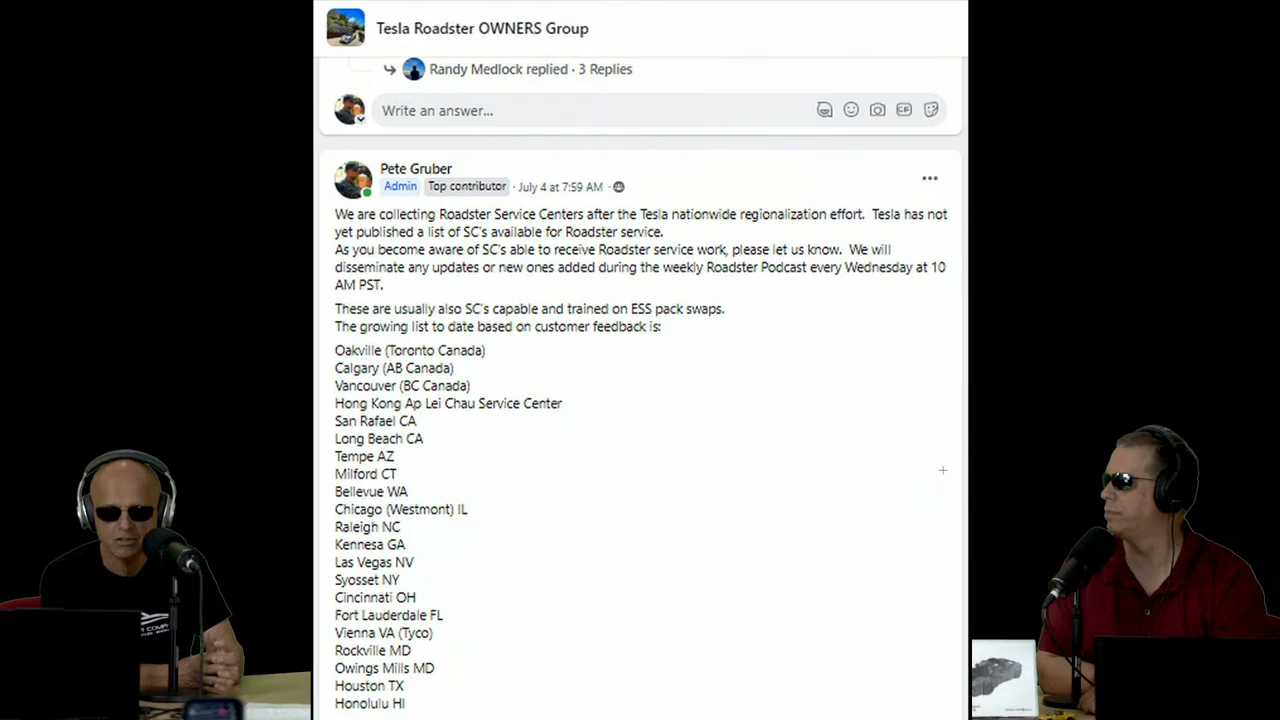 Tesla Roadster OWNERS Group
Randy Medlock replied · 3 Replies
Write an answer...
GIF
Pete Gruber
Admin Top contributor · July 4 at 7:59 AM ·
We are collecting Roadster Service Centers after the Tesla nationwide regionalization effort. Tesla has not
yet published a list of SC's available for Roadster service.
As you become aware of SC's able to receive Roadster service work, please let us know. We will
disseminate any updates or new ones added during the weekly Roadster Podcast every Wednesday at 10
AM PST.
These are usually also SC's capable and trained on ESS pack swaps.
The growing list to date based on customer feedback is:
Oakville (Toronto Canada)
Calgary (AB Canada)
Vancouver (BC Canada)
Hong Kong Ap Lei Chau Service Center
San Rafael CA
Long Beach CA
Tempe AZ
Milford CT
Bellevue WA
Chicago (Westmont) IL
Raleigh NC
Kennesa GA
Las Vegas NV
Syosset NY
Cincinnati OH
Fort Lauderdale FL
Vienna VA (Tyco)
Rockville MD
Owings Mills MD
Houston TX
Honolulu HI